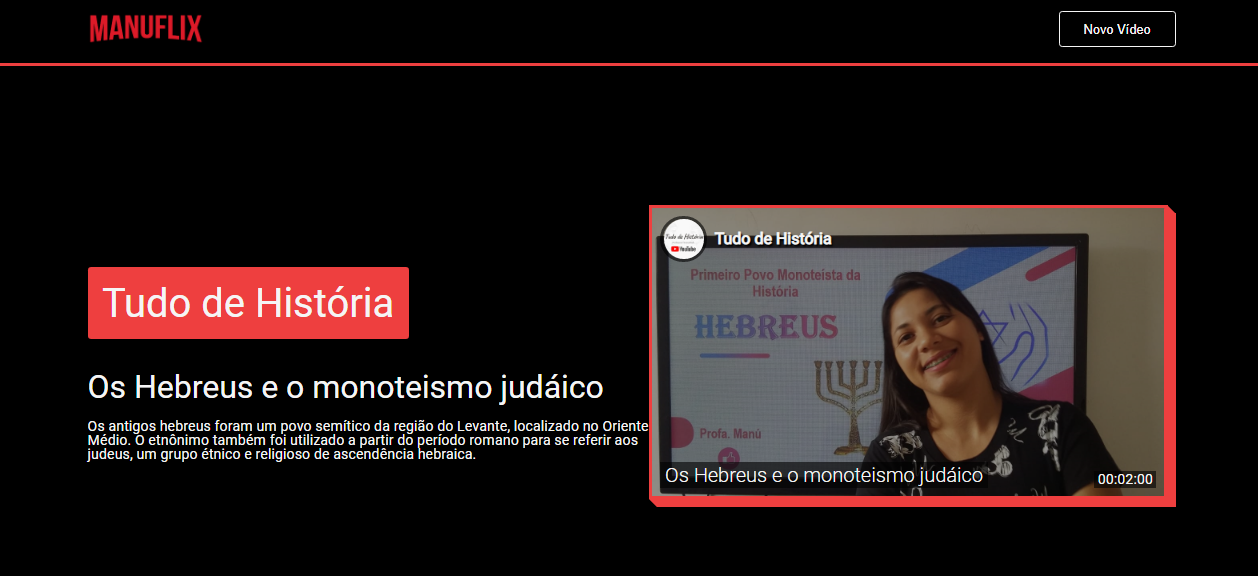 MANUFLIX
Novo Vídeo
Tudo de História
Os Hebreus e o monoteismo judáico
Os antigos hebreus foram um povo semítico da região do Levante, localizado no Oriente
Médio. O etnônimo também foi utilizado a partir do período romano para se referir aos
judeus, um grupo étnico e religioso de ascendência hebraica.
Tudo de História
YouTube
Tudo de História
Primeiro Povo Monoteista da
História
HEBREUS
Profa. Manú
Os Hebreus e o monoteismo judáico
00:02:00